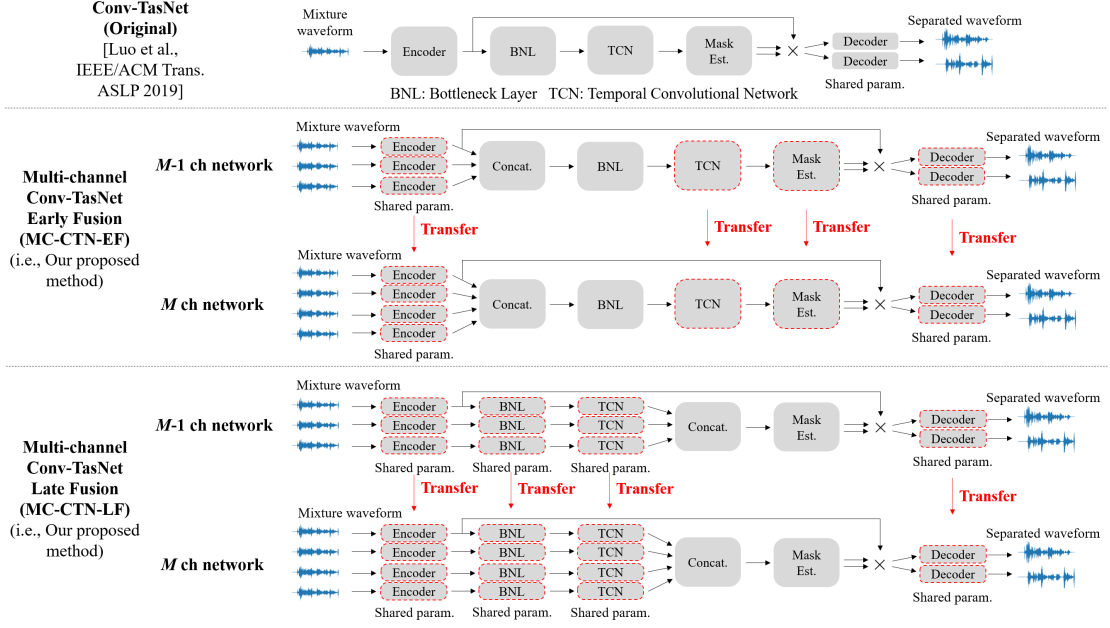 Conv-TasNet
(Original)
[Luo et al.,
IEEE/ACM Trans.
ASLP 2019]
Mixture
waveform
Encoder
BNL
TCN
Mask
Est.
×
Decoder
Decoder
Shared param.
Separated waveform
BNL: Bottleneck Layer TCN: Temporal Convolutional Network
Multi-channel
Conv-TasNet
Early Fusion
(MC-CTN-EF)
(i.e., Our proposed
method)
M-1 ch network
Mixture waveform
Encoder
Encoder
Encoder
Shared param.
Concat.
BNL
TCN
Mask
Est.
×
Decoder
Decoder
Shared param.
Separated waveform
Transfer
Transfer
Transfer
Transfer
M ch network
Mixture waveform
Encoder
Encoder
Encoder
Encoder
Shared param.
Concat.
BNL
TCN
Mask
Est.
×
Decoder
Decoder
Shared param.
Separated waveform
Multi-channel
Conv-TasNet
Late Fusion
(MC-CTN-LF)
(i.e., Our proposed
method)
M-1 ch network
Mixture waveform
Encoder
Encoder
Encoder
Shared param.
BNL
BNL
BNL
Shared param.
TCN
TCN
TCN
Shared param.
Concat.
Mask
Est.
×
Decoder
Decoder
Shared param.
Separated waveform
Transfer
Transfer
Transfer
Transfer
M ch network
Mixture waveform
Encoder
Encoder
Encoder
Encoder
Shared param.
BNL
BNL
BNL
BNL
Shared param.
TCN
TCN
TCN
TCN
Shared param.
Concat.
Mask
Est.
×
Decoder
Decoder
Shared param.
Separated waveform